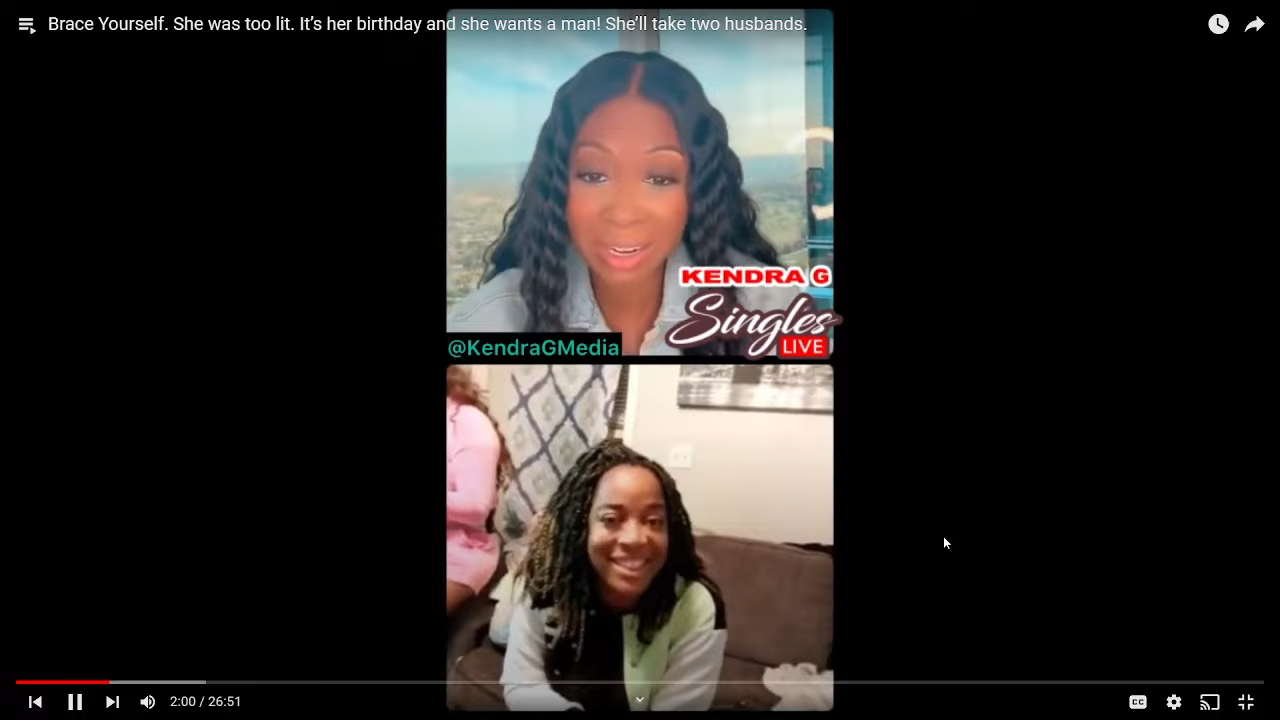 Brace Yourself. She was too lit. It’s her birthday and she wants a man! She’ll take two husbands.
KENDRA G
Singles
LIVE
@KendraGMedia
2:00 / 26:51
CC